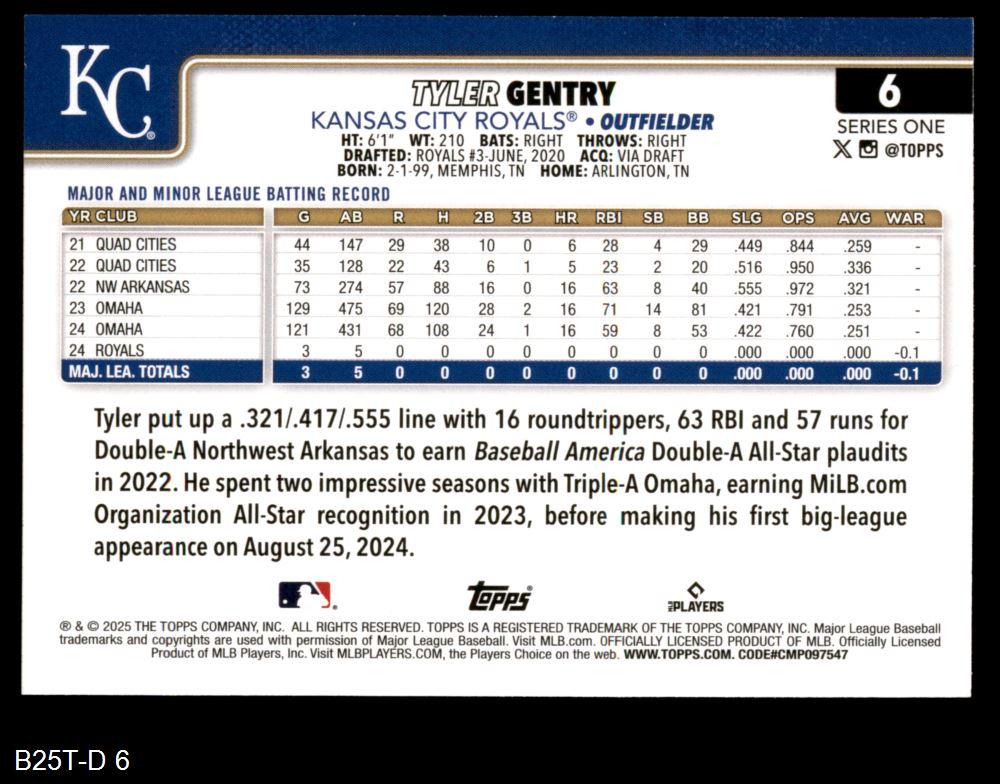 KC®
TYLER GENTRY
KANSAS CITY ROYALS® • OUTFIELDER
HT: 6'1" WT: 210 BATS: RIGHT THROWS: RIGHT
DRAFTED: ROYALS #3-JUNE, 2020 ACQ: VIA DRAFT
BORN: 2-1-99, MEMPHIS, TN HOME: ARLINGTON, TN
6
SERIES ONE
X @TOPPS
MAJOR AND MINOR LEAGUE BATTING RECORD
YR CLUB G AB R H 2B 3B HR RBI SB BB SLG OPS AVG WAR
21 QUAD CITIES 44 147 29 38 10 0 6 28 4 29 .449 .844 .259 -
22 QUAD CITIES 35 128 22 43 6 1 5 23 2 20 .516 .950 .336 -
22 NW ARKANSAS 73 274 57 88 16 0 16 63 8 40 .555 .972 .321 -
23 OMAHA 129 475 69 120 28 2 16 71 14 81 .421 .791 .253 -
24 OMAHA 121 431 68 108 24 1 16 59 8 53 .422 .760 .251 -
24 ROYALS 3 5 0 0 0 0 0 0 0 0 .000 .000 .000 -0.1
MAJ. LEA. TOTALS 3 5 0 0 0 0 0 0 0 0 .000 .000 .000 -0.1
Tyler put up a .321/.417/.555 line with 16 roundtrippers, 63 RBI and 57 runs for
Double-A Northwest Arkansas to earn Baseball America Double-A All-Star plaudits
in 2022. He spent two impressive seasons with Triple-A Omaha, earning MiLB.com
Organization All-Star recognition in 2023, before making his first big-league
appearance on August 25, 2024.
Topps® MLB PLAYERS
® & © 2025 THE TOPPS COMPANY, INC. ALL RIGHTS RESERVED. TOPPS IS A REGISTERED TRADEMARK OF THE TOPPS COMPANY, INC. Major League Baseball
trademarks and copyrights are used with permission of Major League Baseball. Visit MLB.com. OFFICIALLY LICENSED PRODUCT OF MLB. Officially Licensed
Product of MLB Players, Inc. Visit MLBPLAYERS.COM, the Players Choice on the web. WWW.TOPPS.COM. CODE#CMP097547
B25T-D 6